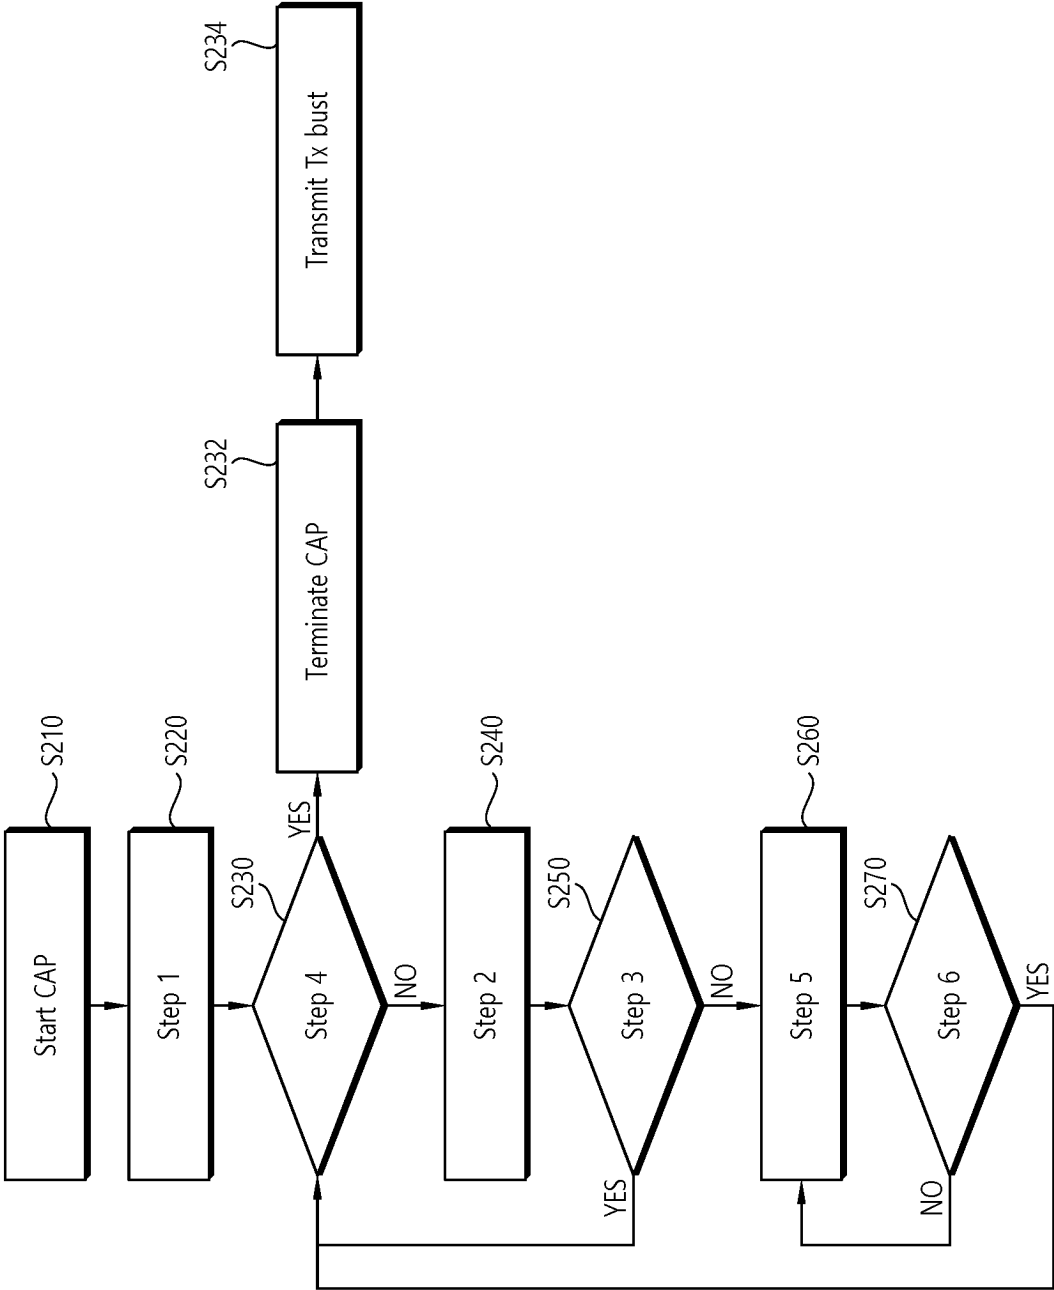 Start CAP
S210
Step 1
S220
Step 4
S230
YES
NO
Terminate CAP
S232
Transmit Tx bust
S234
Step 2
S240
Step 3
S250
YES
NO
Step 5
S260
Step 6
S270
NO
YES